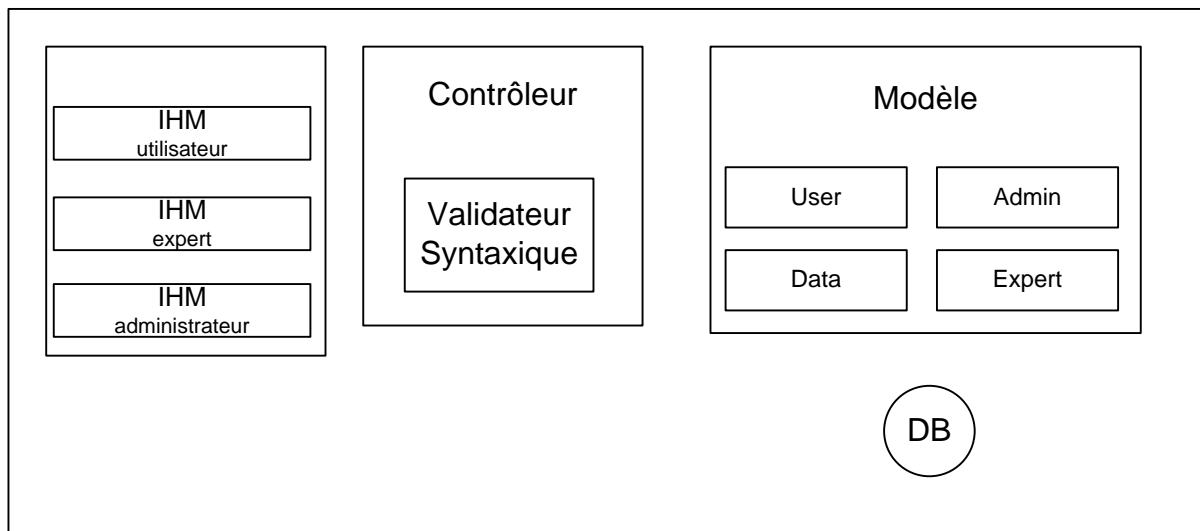 IHM
utilisateur
IHM
expert
IHM
administrateur
Contrôleur
Validateur
Syntaxique
Modèle
User
Admin
Data
Expert
DB